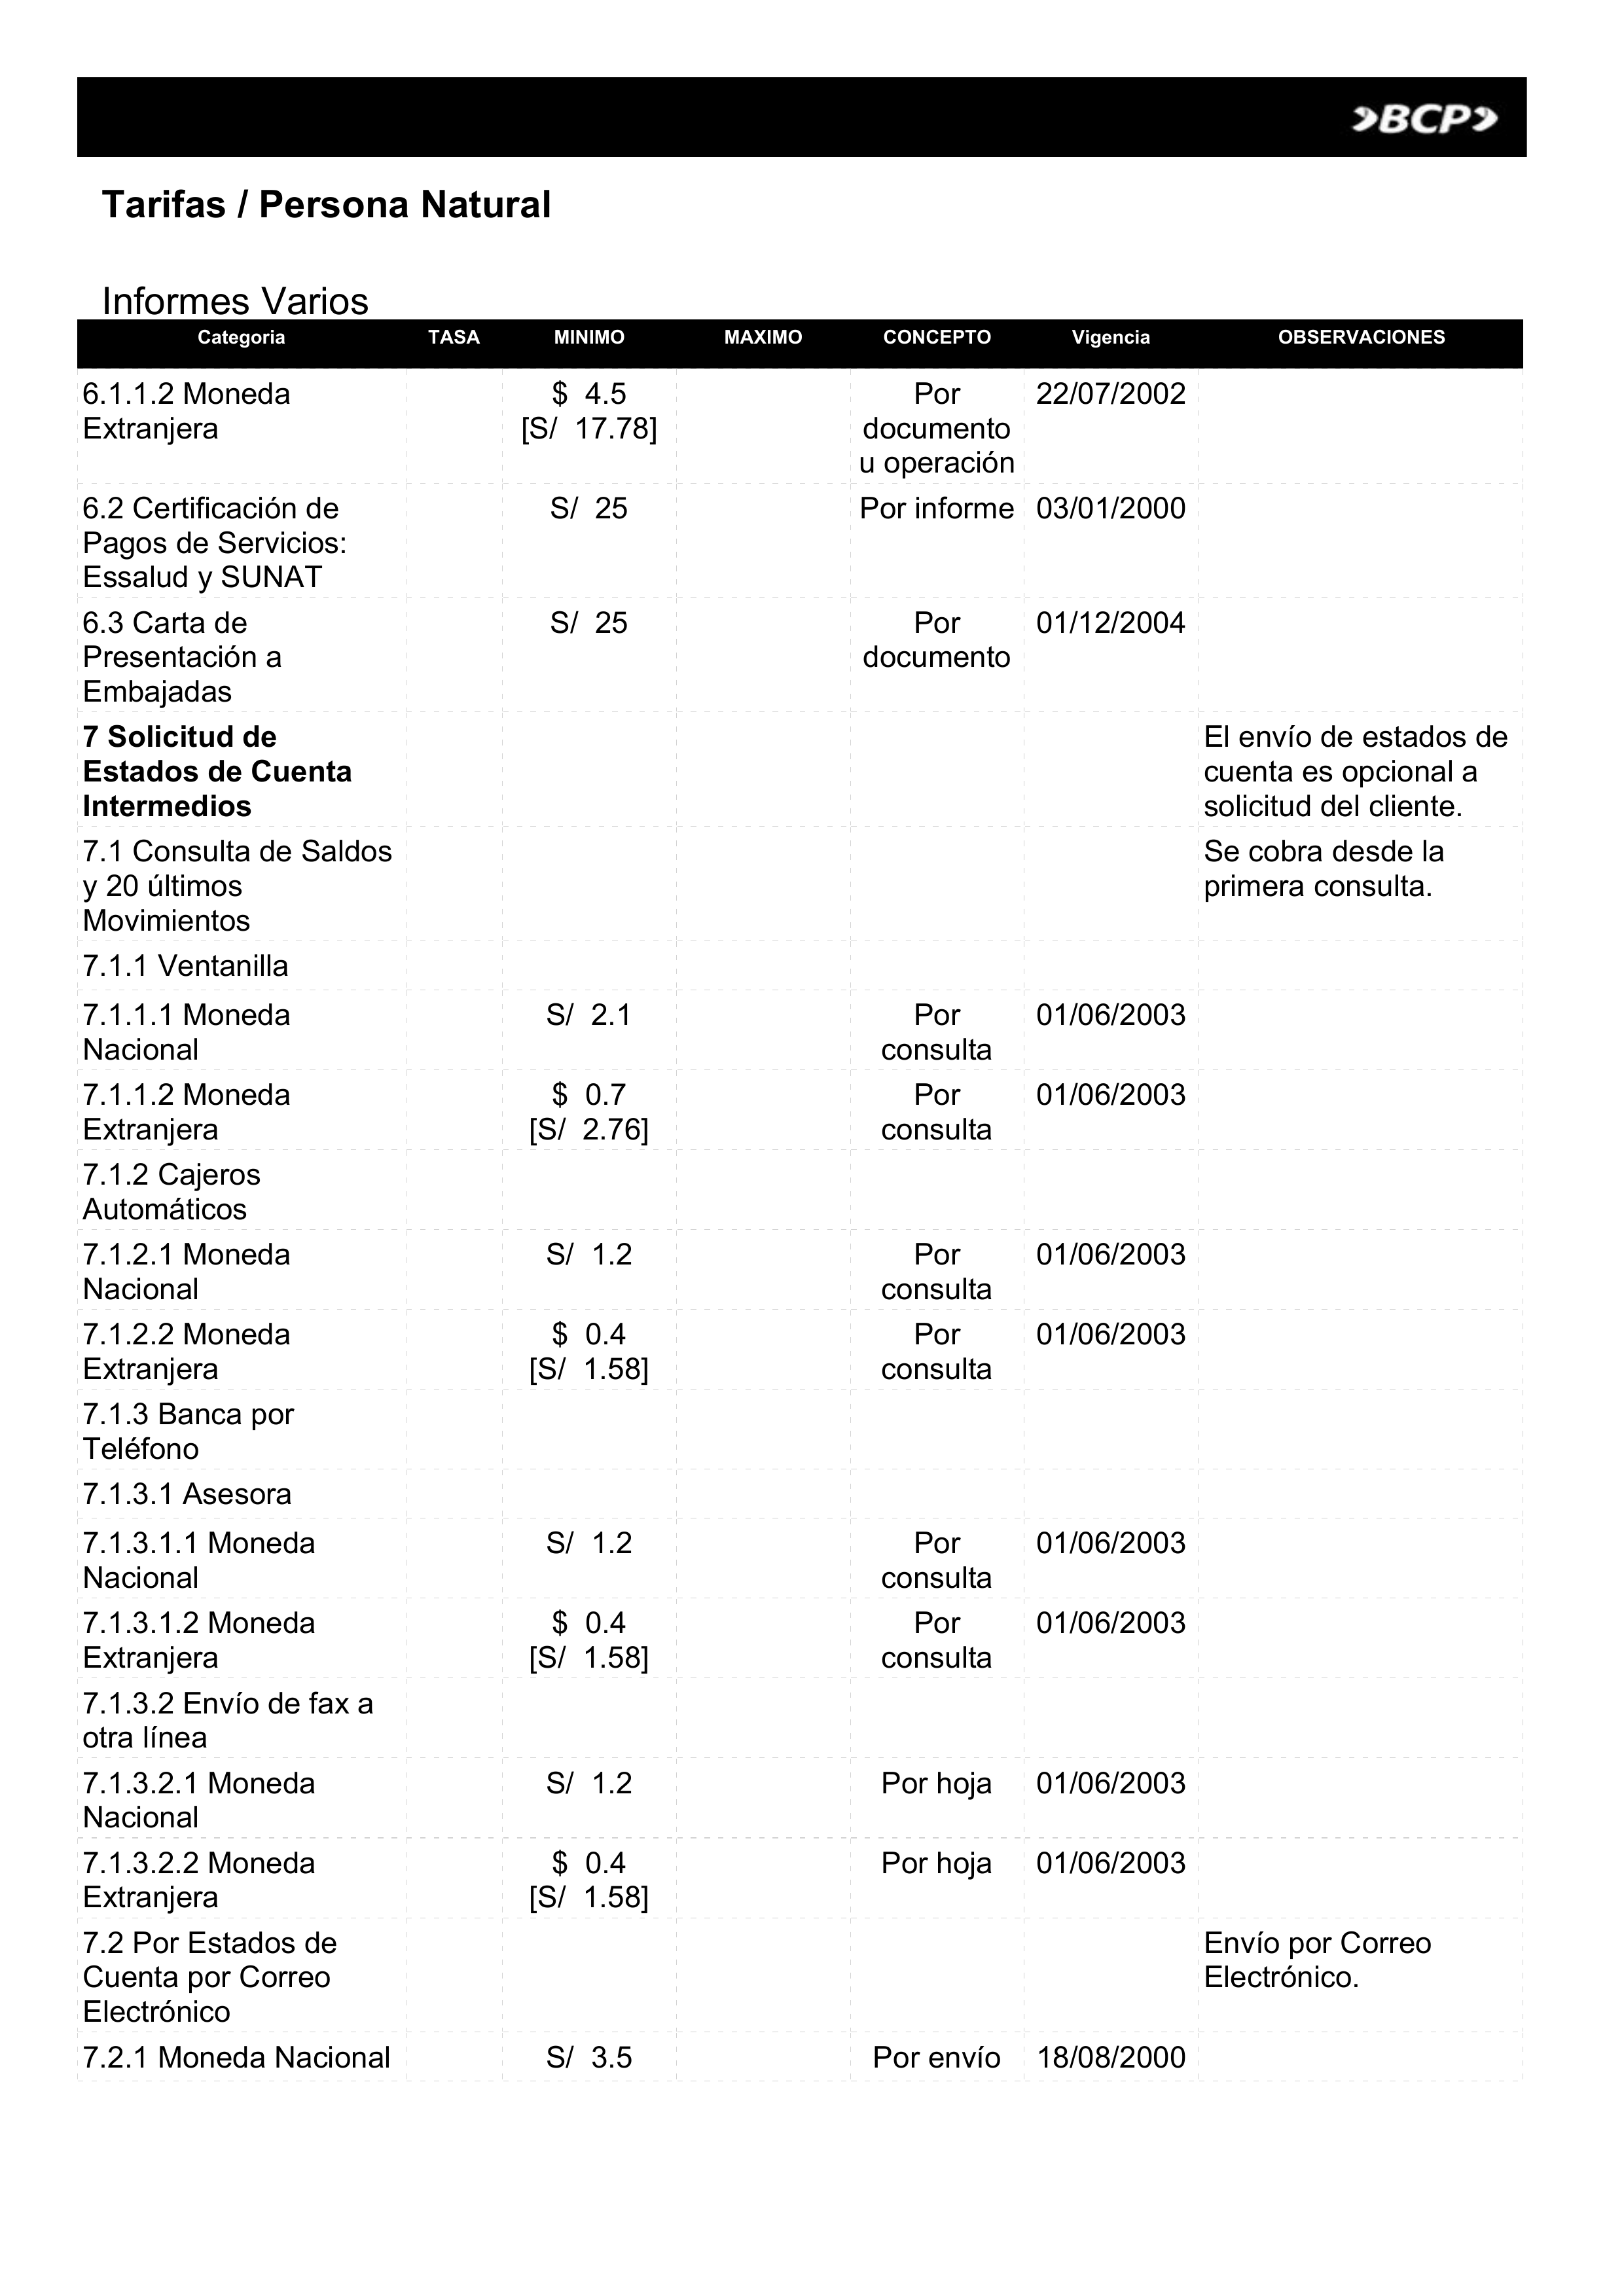 BCP
Tarifas / Persona Natural
Informes Varios
Categoria TASA MINIMO MAXIMO CONCEPTO Vigencia OBSERVACIONES
6.1.1.2 Moneda $ 4.5 Por 22/07/2002
Extranjera [S/ 17.78] documento
u operación
6.2 Certificación de S/ 25 Por informe 03/01/2000
Pagos de Servicios:
Essalud y SUNAT
6.3 Carta de S/ 25 Por 01/12/2004
Presentación a documento
Embajadas
7 Solicitud de El envío de estados de
Estados de Cuenta cuenta es opcional a
Intermedios solicitud del cliente.
7.1 Consulta de Saldos Se cobra desde la
y 20 últimos primera consulta.
Movimientos
7.1.1 Ventanilla
7.1.1.1 Moneda S/ 2.1 Por 01/06/2003
Nacional consulta
7.1.1.2 Moneda $ 0.7 Por 01/06/2003
Extranjera [S/ 2.76] consulta
7.1.2 Cajeros
Automáticos
7.1.2.1 Moneda S/ 1.2 Por 01/06/2003
Nacional consulta
7.1.2.2 Moneda $ 0.4 Por 01/06/2003
Extranjera [S/ 1.58] consulta
7.1.3 Banca por
Teléfono
7.1.3.1 Asesora
7.1.3.1.1 Moneda S/ 1.2 Por 01/06/2003
Nacional consulta
7.1.3.1.2 Moneda $ 0.4 Por 01/06/2003
Extranjera [S/ 1.58] consulta
7.1.3.2 Envío de fax a
otra línea
7.1.3.2.1 Moneda S/ 1.2 Por hoja 01/06/2003
Nacional
7.1.3.2.2 Moneda $ 0.4 Por hoja 01/06/2003
Extranjera [S/ 1.58]
7.2 Por Estados de Envío por Correo
Cuenta por Correo Electrónico.
Electrónico
7.2.1 Moneda Nacional S/ 3.5 Por envío 18/08/2000